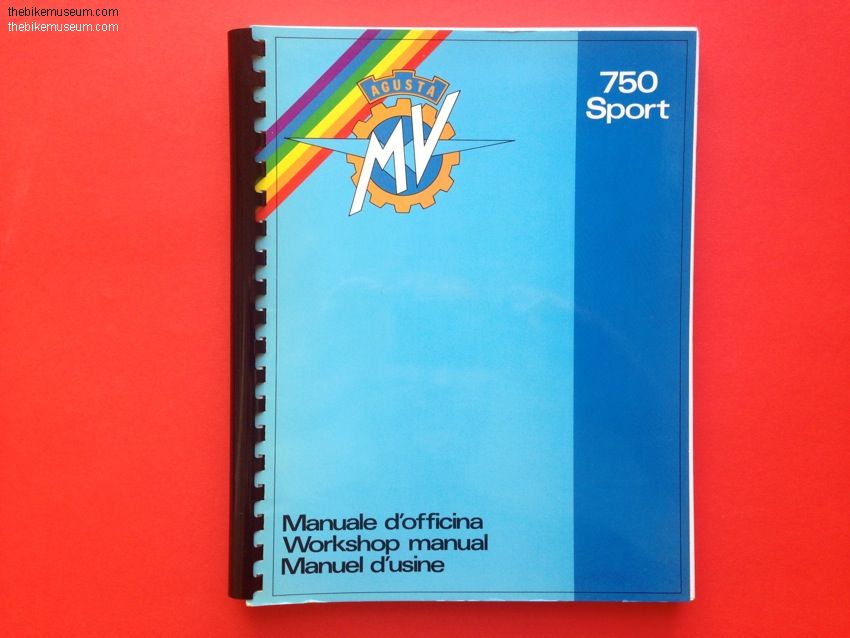 thebikemuseum.com
thebikemuseum.com
AGUSTA
MV
750
Sport
Manuale d'officina
Workshop manual
Manuel d'usine